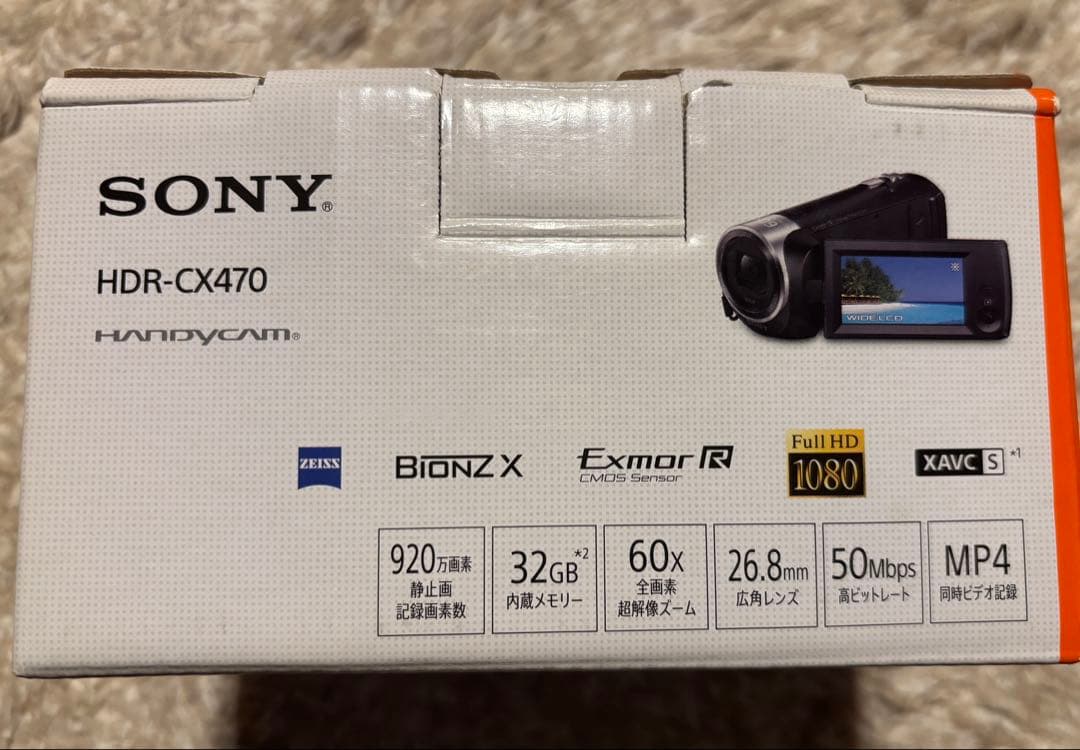 SONY®
HDR-CX470
HANDYCAM®
WIDE LCD
ZEISS
BIONZ X
Exmor R
CMOS Sensor
Full HD
1080
XAVC S *1
920万画素
静止画
記録画素数
32GB *2
内蔵メモリー
60x
全画素
超解像ズーム
26.8mm
広角レンズ
50Mbps
高ビットレート
MP4
同時ビデオ記録